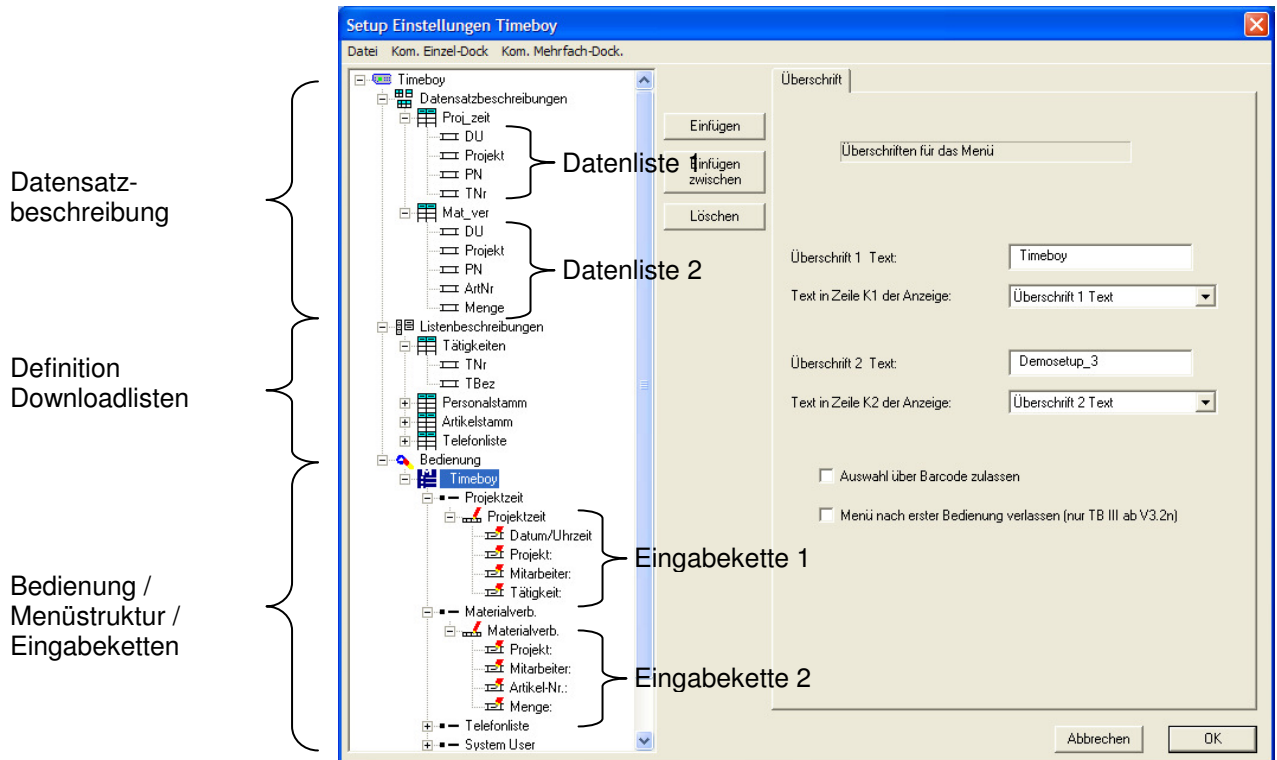 Setup Einstellungen Timeboy
Datei Kom. Einzel-Dock Kom. Mehrfach-Dock.
Timeboy
Datensatzbeschreibungen
Proj_zeit
DU
Projekt
PN
TNr
Mat_ver
DU
Projekt
PN
ArtNr
Menge
Listenbeschreibungen
Tätigkeiten
TNr
TBez
Personalstamm
Artikelstamm
Telefonliste
Bedienung
Timeboy
Projektzeit
Projektzeit
Datum/Uhrzeit
Projekt:
Mitarbeiter:
Tätigkeit:
Materialverb.
Materialverb.
Projekt:
Mitarbeiter:
Artikel-Nr.:
Menge:
Telefonliste
System User
Datensatz-
beschreibung
Definition
Downloadlisten
Bedienung /
Menüstruktur /
Eingabeketten
Datenliste 1
Datenliste 2
Eingabekette 1
Eingabekette 2
Einfügen
Einfügen
zwischen
Löschen
Überschrift
Überschriften für das Menü
Überschrift 1 Text: Timeboy
Text in Zeile K1 der Anzeige: Überschrift 1 Text
Überschrift 2 Text: Demosetup_3
Text in Zeile K2 der Anzeige: Überschrift 2 Text
Auswahl über Barcode zulassen
Menü nach erster Bedienung verlassen (nur TB III ab V3.2n)
Abbrechen OK